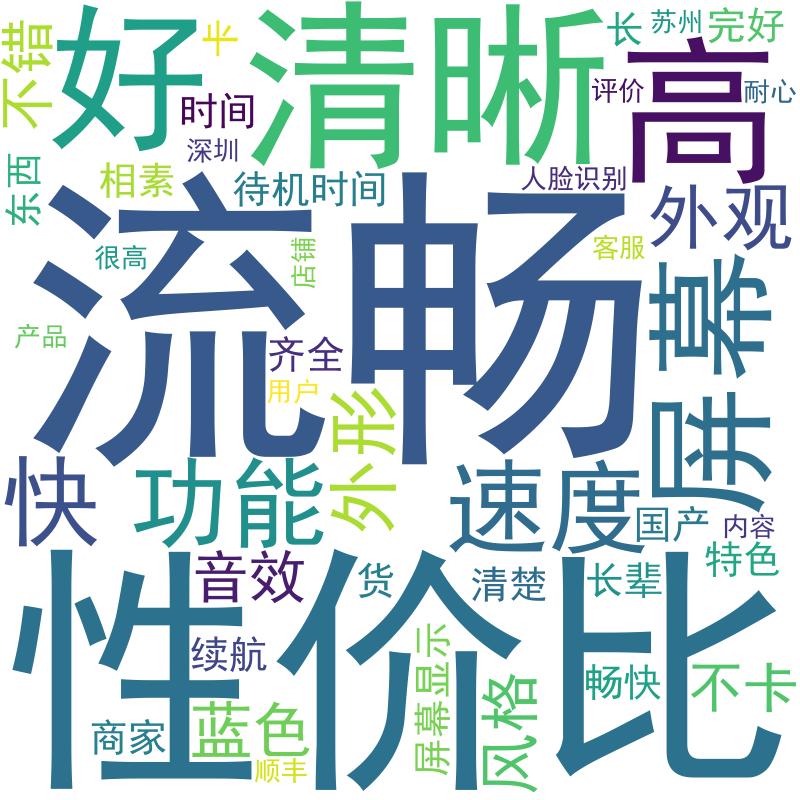 不错
好
卡
清晰
长
苏州
完好
高
时间
深圳
评价
耐心
东西
相素
待机时间
人脸识别
外观
流畅
很高
店铺
客服
产品
齐全
用户
屏幕
外形
快
功能
速度
国产
内容
音效
货
清楚
长辈
特色
性价比
续航
畅快
不卡
商家
蓝色
屏幕显示
风格
顺丰